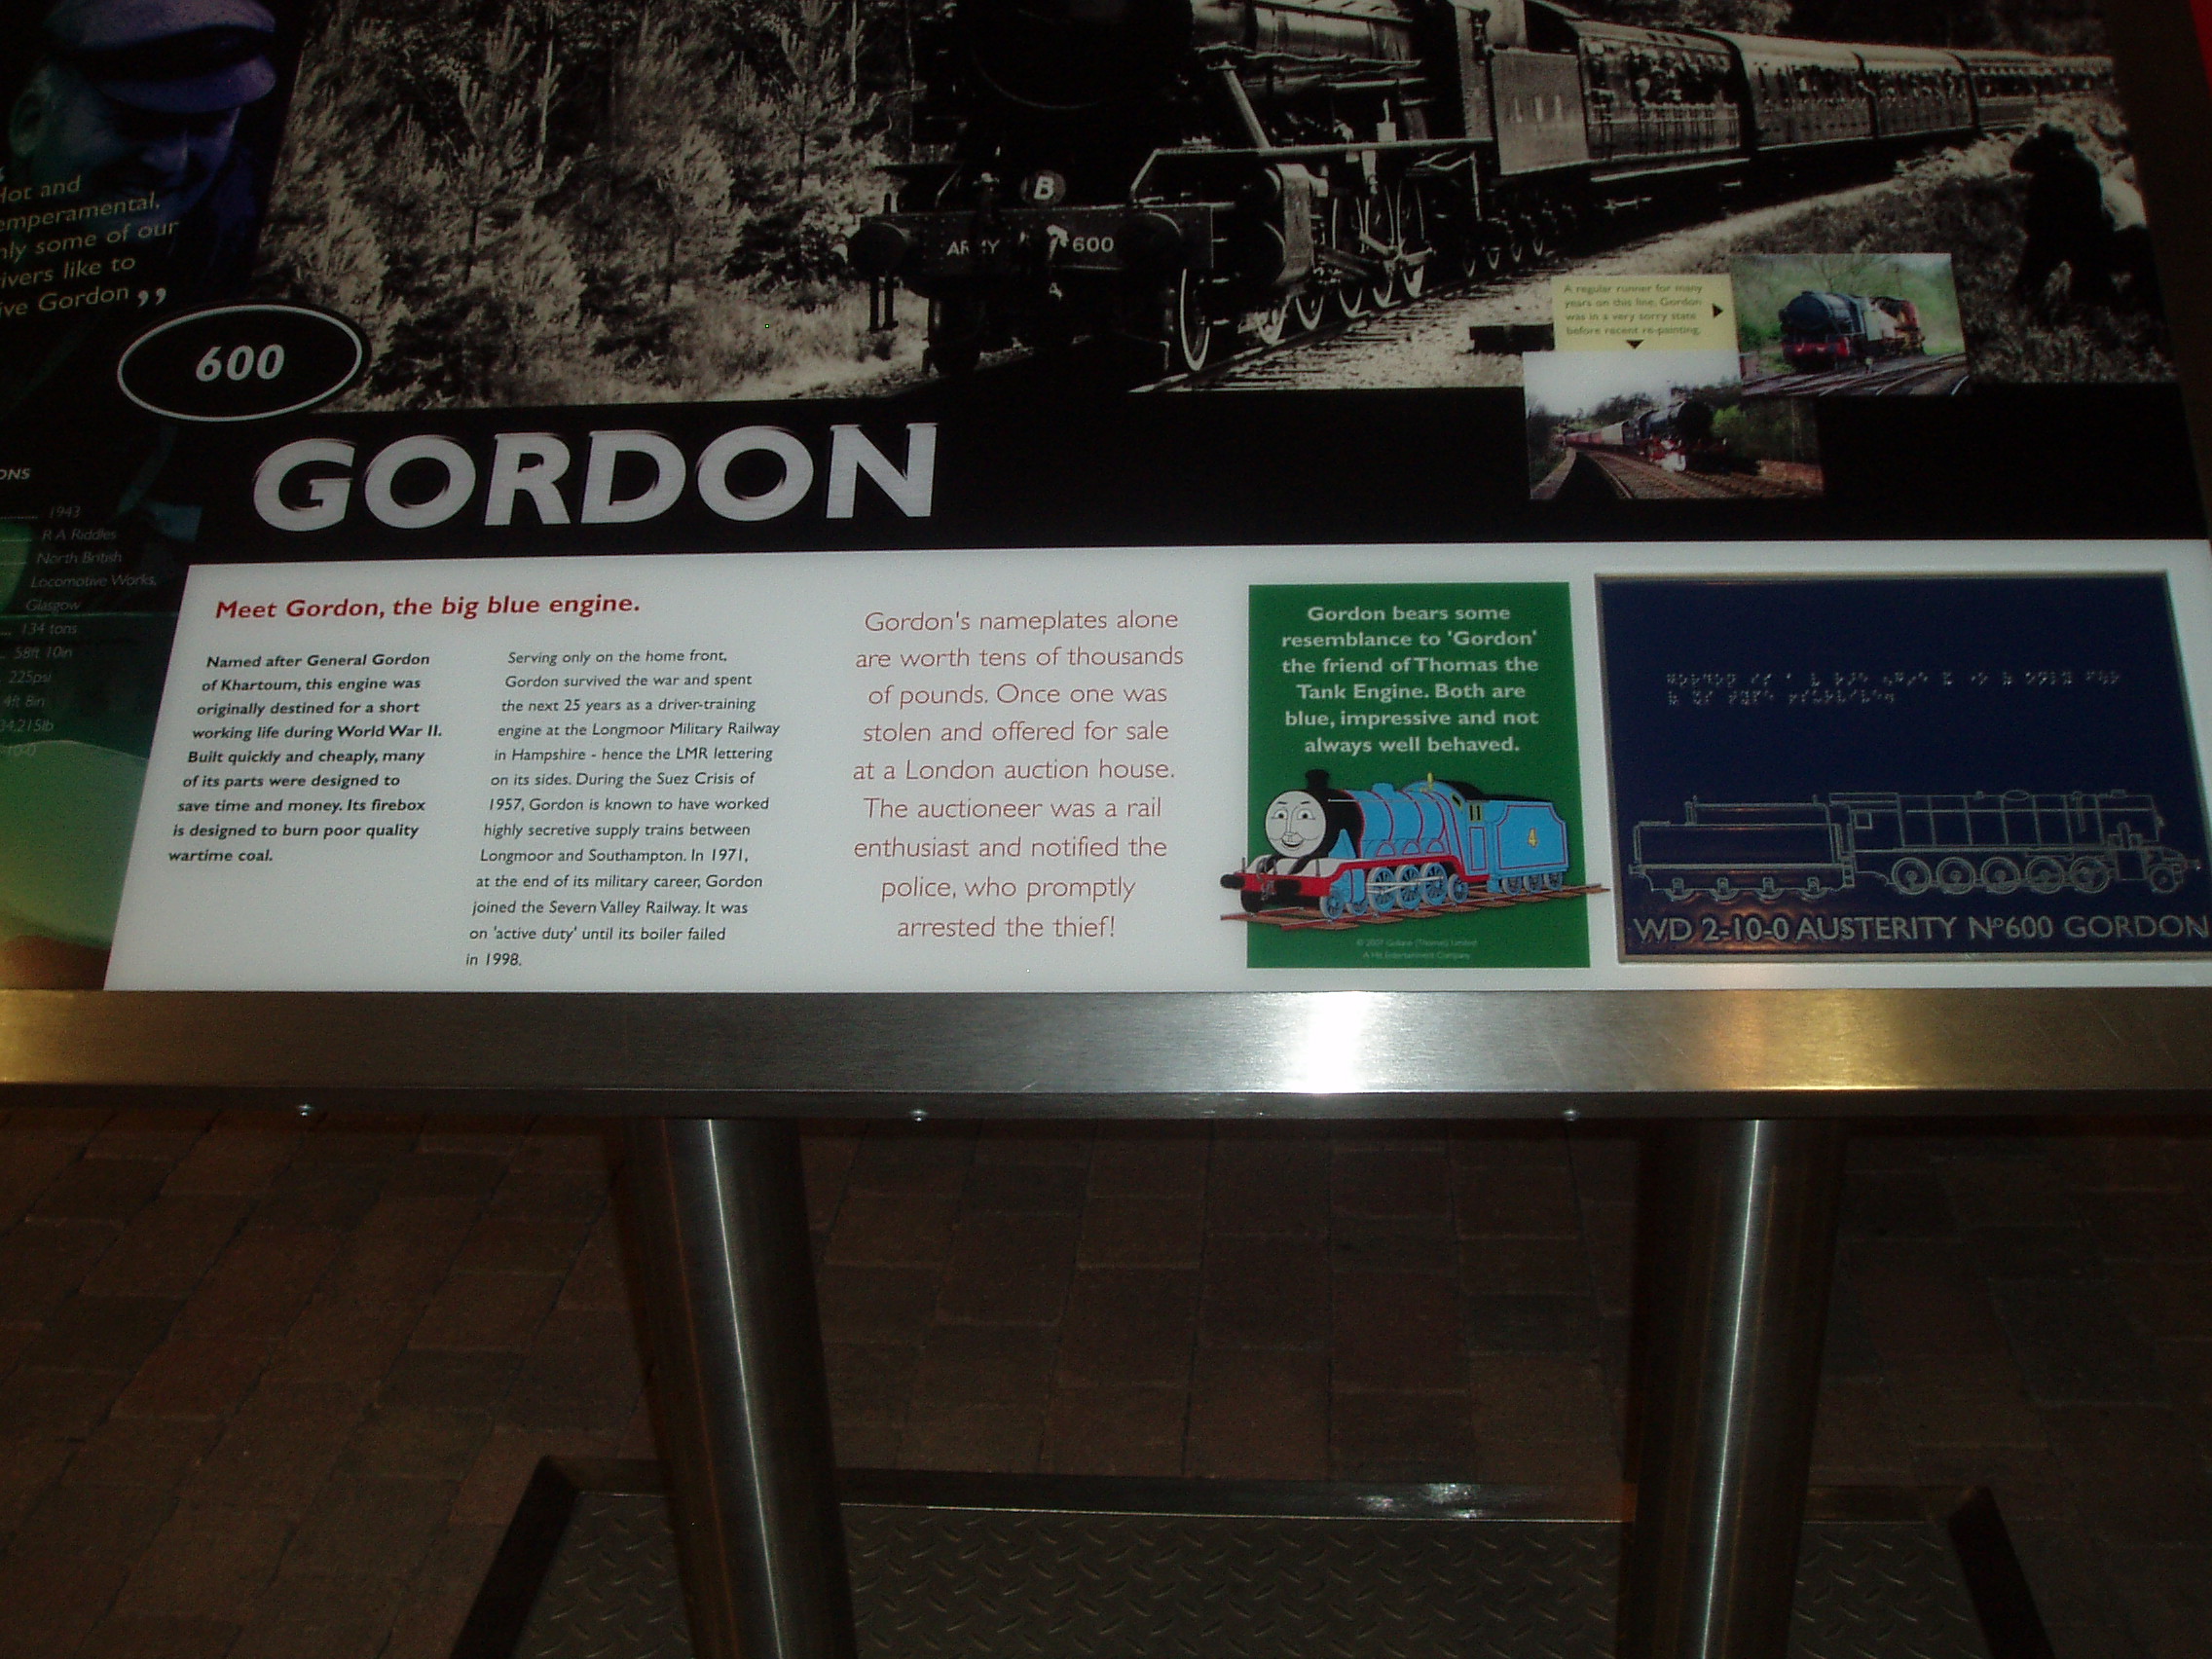 Hot and
emperamental,
nly some of our
ivers like to
ive Gordon ”
600
B
ARMY 600
A regular runner for many
years on this line, Gordon
was in a very sorry state
before recent re-painting.
GORDON
ONS
1943
R A Riddles
North British
Locomotive Works,
Glasgow
134 tons
58ft 10in
225psi
4ft 8in
34,215lb
Meet Gordon, the big blue engine.
Named after General Gordon
of Khartoum, this engine was
originally destined for a short
working life during World War II.
Built quickly and cheaply, many
of its parts were designed to
save time and money. Its firebox
is designed to burn poor quality
wartime coal.
Serving only on the home front,
Gordon survived the war and spent
the next 25 years as a driver-training
engine at the Longmoor Military Railway
in Hampshire - hence the LMR lettering
on its sides. During the Suez Crisis of
1957, Gordon is known to have worked
highly secretive supply trains between
Longmoor and Southampton. In 1971,
at the end of its military career, Gordon
joined the Severn Valley Railway. It was
on 'active duty' until its boiler failed
in 1998.
Gordon's nameplates alone
are worth tens of thousands
of pounds. Once one was
stolen and offered for sale
at a London auction house.
The auctioneer was a rail
enthusiast and notified the
police, who promptly
arrested the thief!
Gordon bears some
resemblance to 'Gordon'
the friend of Thomas the
Tank Engine. Both are
blue, impressive and not
always well behaved.
4
© 2007 Gullane (Thomas) Limited
A Hit Entertainment Company
WD 2-10-0 AUSTERITY Nº600 GORDON